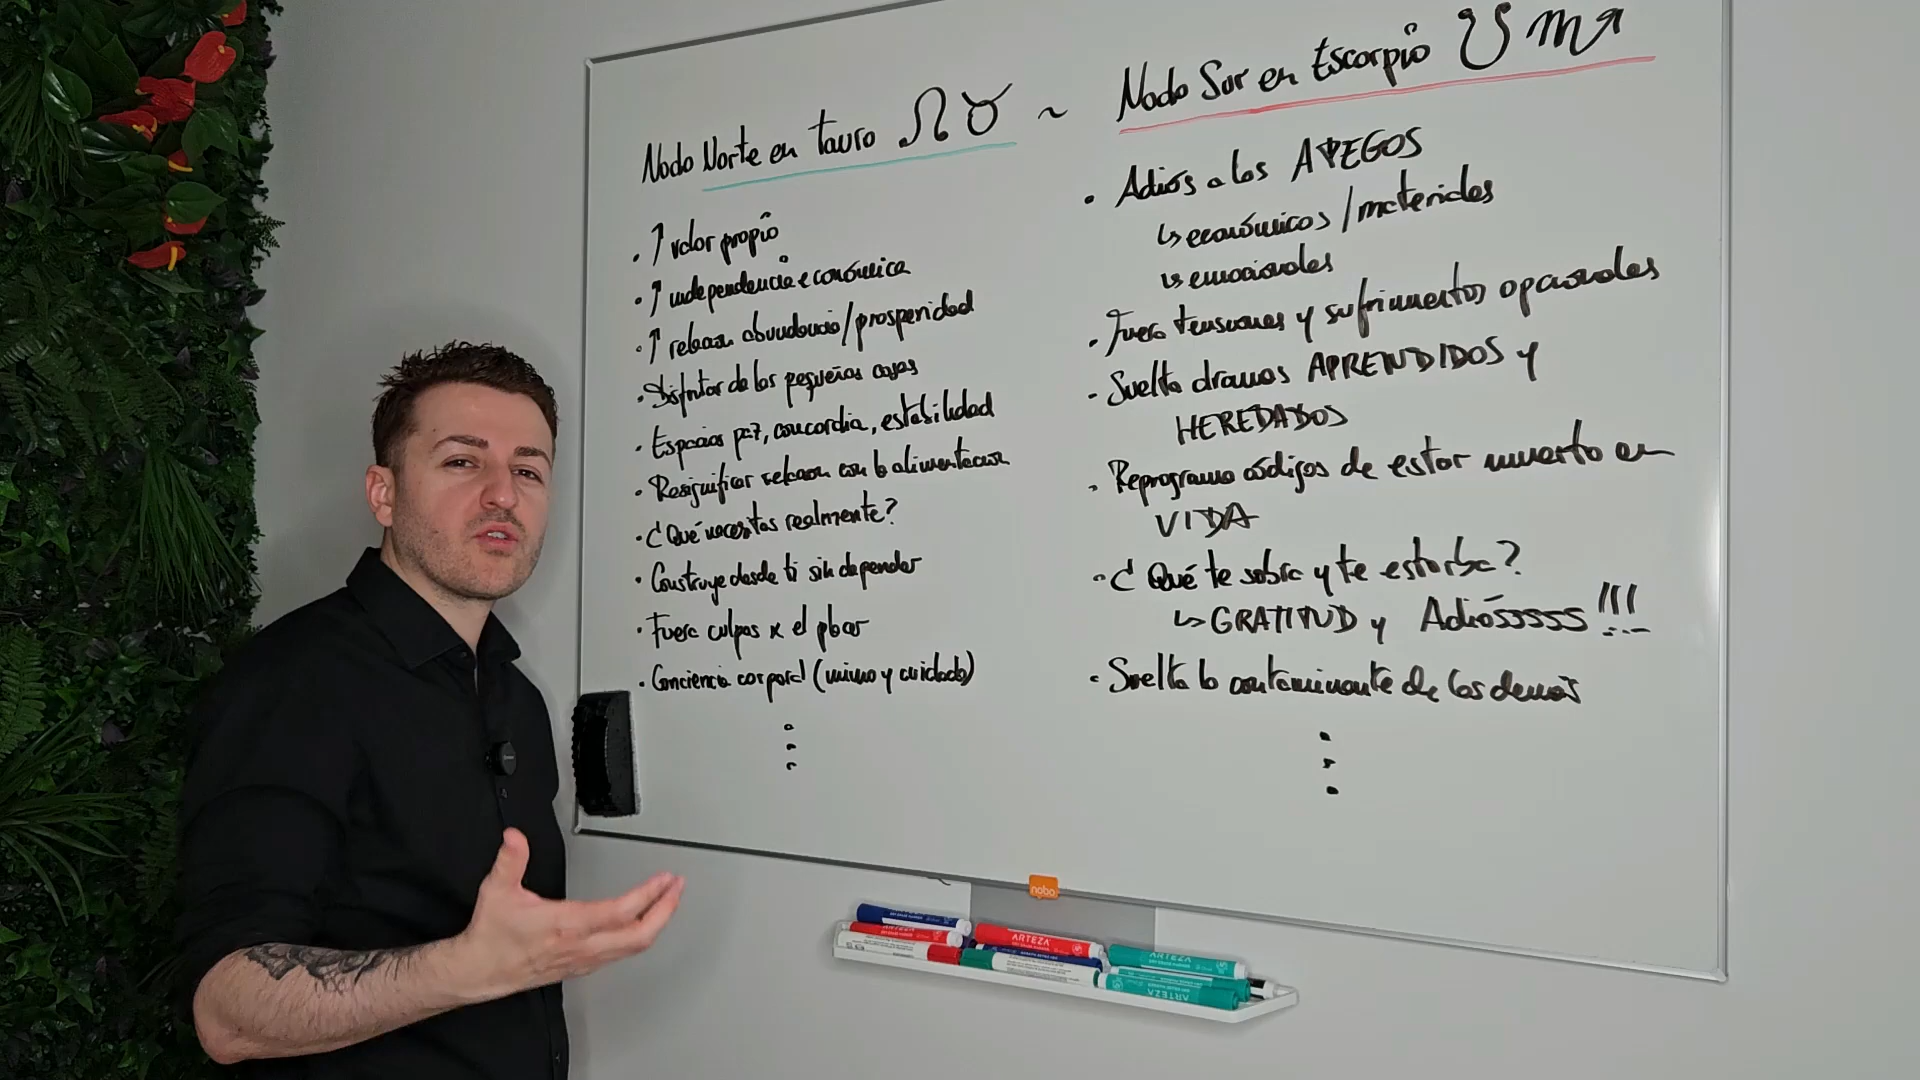 Nodo Norte en Tauro ☊ ♉ ~
↑ valor propio
↑ independencia económica
↑ relación abundancia/prosperidad
Disfrutar de las pequeñas cosas
Espacios paz, concordia, estabilidad
Resignificar relación con la alimentación
¿Qué necesitas realmente?
Construye desde ti sin depender
Fuera culpas x el placer
Conciencia corporal (mimo y cuidado)
Nodo Sur en Escorpio ☋ ♏
Adiós a los APEGOS
↳ económicos/materiales
↳ emocionales
Fuera tensiones y sufrimientos opcionales
Suelta dramas APRENDIDOS y
HEREDADOS
Reprograma códigos de estar muerto en
VIDA
¿Qué te sobra y te estorba?
↳ GRATITUD y Adiósssss!!!
Suelta lo contaminante de los demás
nobo
ARTEZA
ARTEZA
ARTEZA